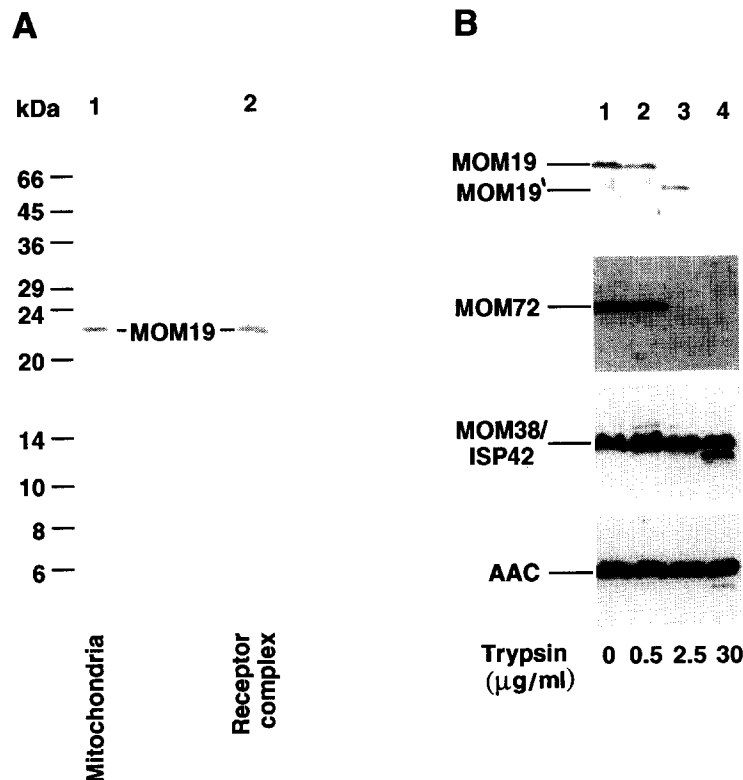 A
kDa 1 2
66
45
36
29
24
MOM19
20
14
10
8
6
Mitochondria
Receptor
complex
B
1 2 3 4
MOM19
MOM19'
MOM72
MOM38/
ISP42
AAC
Trypsin 0 0.5 2.5 30
(μg/ml)